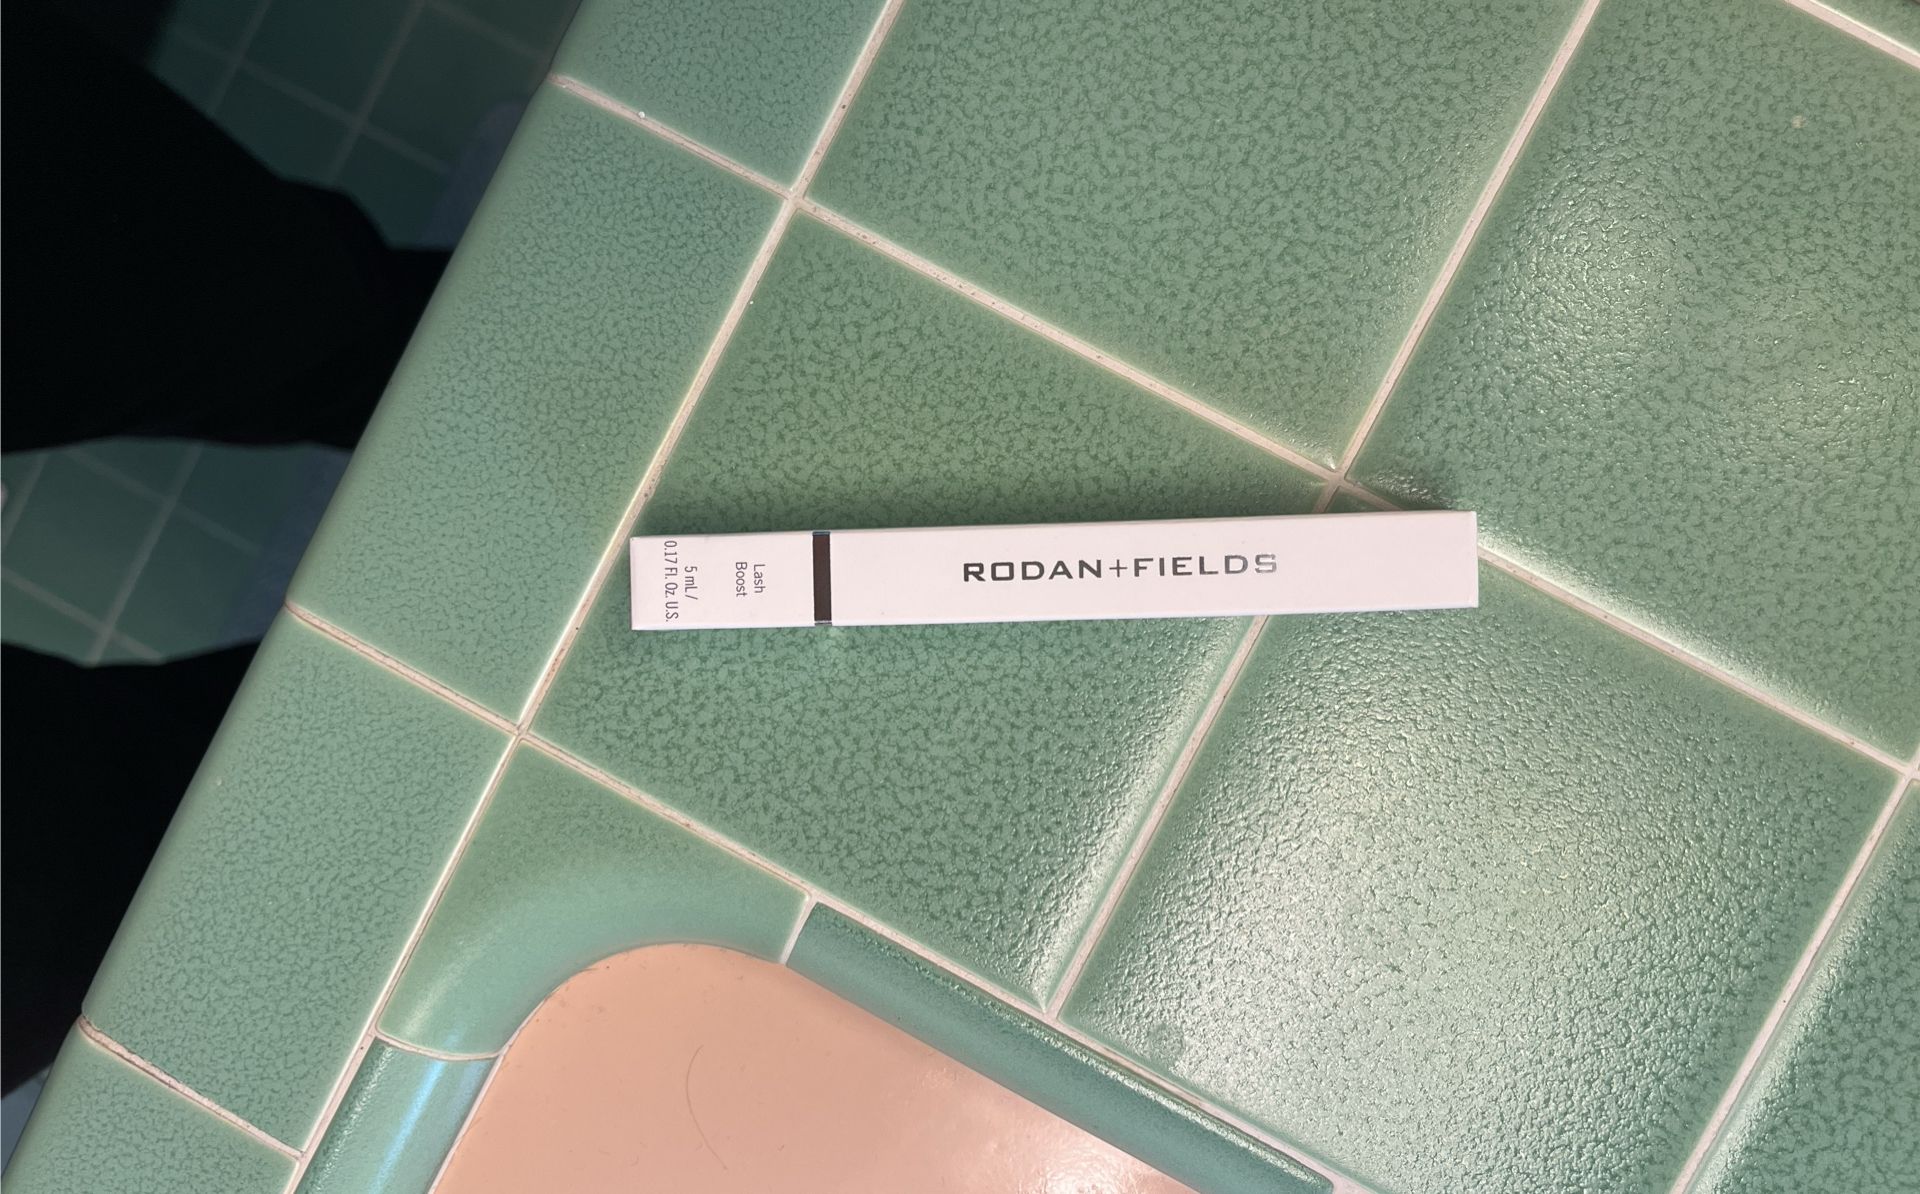 RODAN+FIELDS
Lash
Boost
5 mL /
0.17 Fl. Oz. U.S.